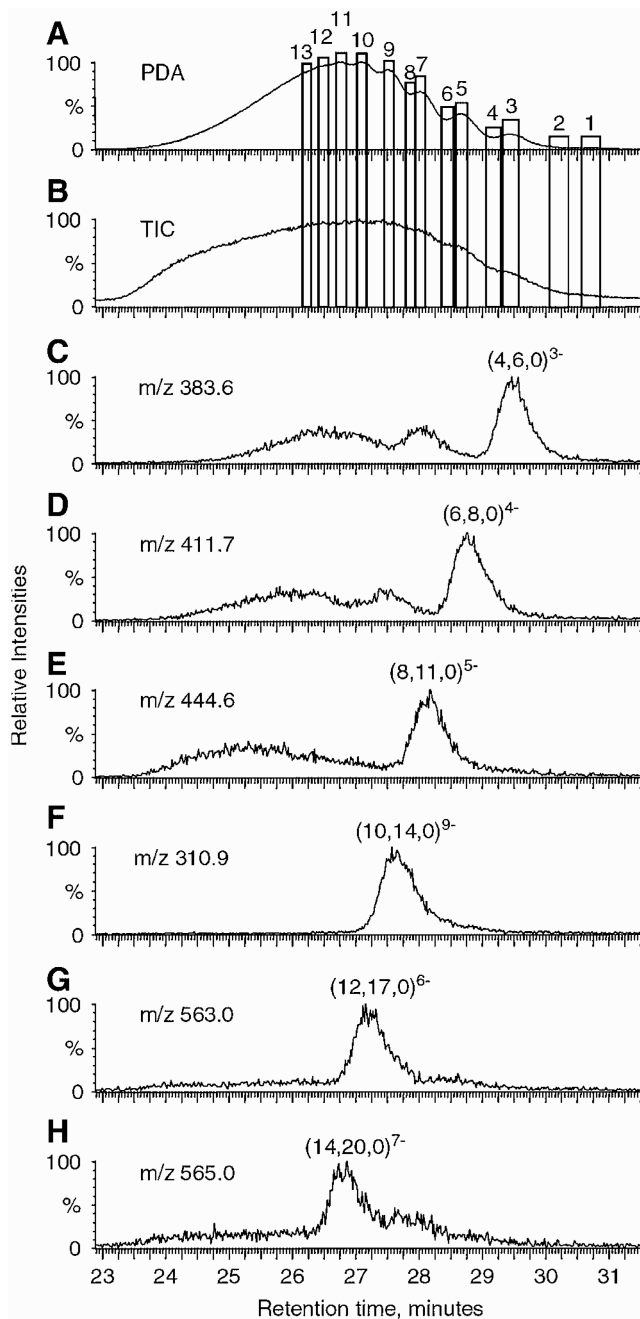 A
PDA
13 12 11 10 9 8 7 6 5 4 3 2 1
100
%
0
B
TIC
100
%
0
C
m/z 383.6
(4,6,0)3-
100
%
0
D
m/z 411.7
(6,8,0)4-
100
%
0
E
m/z 444.6
(8,11,0)5-
100
%
0
F
m/z 310.9
(10,14,0)9-
100
%
0
G
m/z 563.0
(12,17,0)6-
100
%
0
H
m/z 565.0
(14,20,0)7-
100
%
0
Relative Intensities
23 24 25 26 27 28 29 30 31
Retention time, minutes